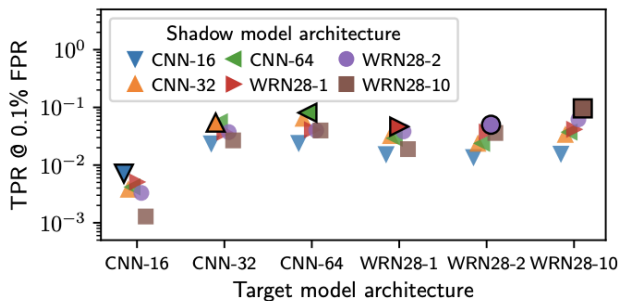 Shadow model architecture
CNN-16 CNN-64 WRN28-2
CNN-32 WRN28-1 WRN28-10
TPR @ 0.1% FPR
10⁰
10⁻¹
10⁻²
10⁻³
CNN-16 CNN-32 CNN-64 WRN28-1 WRN28-2 WRN28-10
Target model architecture